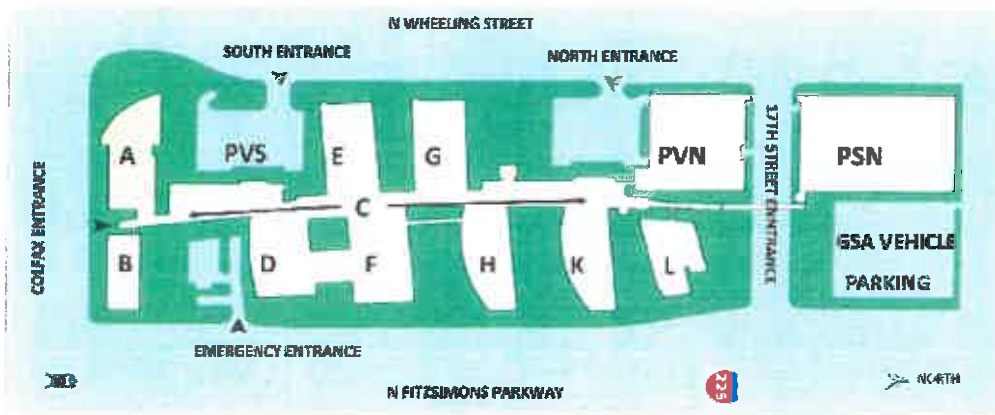 N WHEELING STREET
SOUTH ENTRANCE
NORTH ENTRANCE
17TH STREET ENTRANCE
COLFAX ENTRANCE
A
PVS
E
G
PVN
PSN
C
B
D
F
H
K
L
GSA VEHICLE
PARKING
EMERGENCY ENTRANCE
N FITZSIMONS PARKWAY
225
NORTH